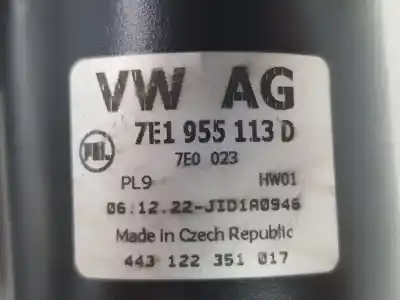 VW AG
7E1 955 113 D
PAL
7E0 023
PL9 HW01
06.12.22-JID1A0946
Made in Czech Republic
443 122 351 017